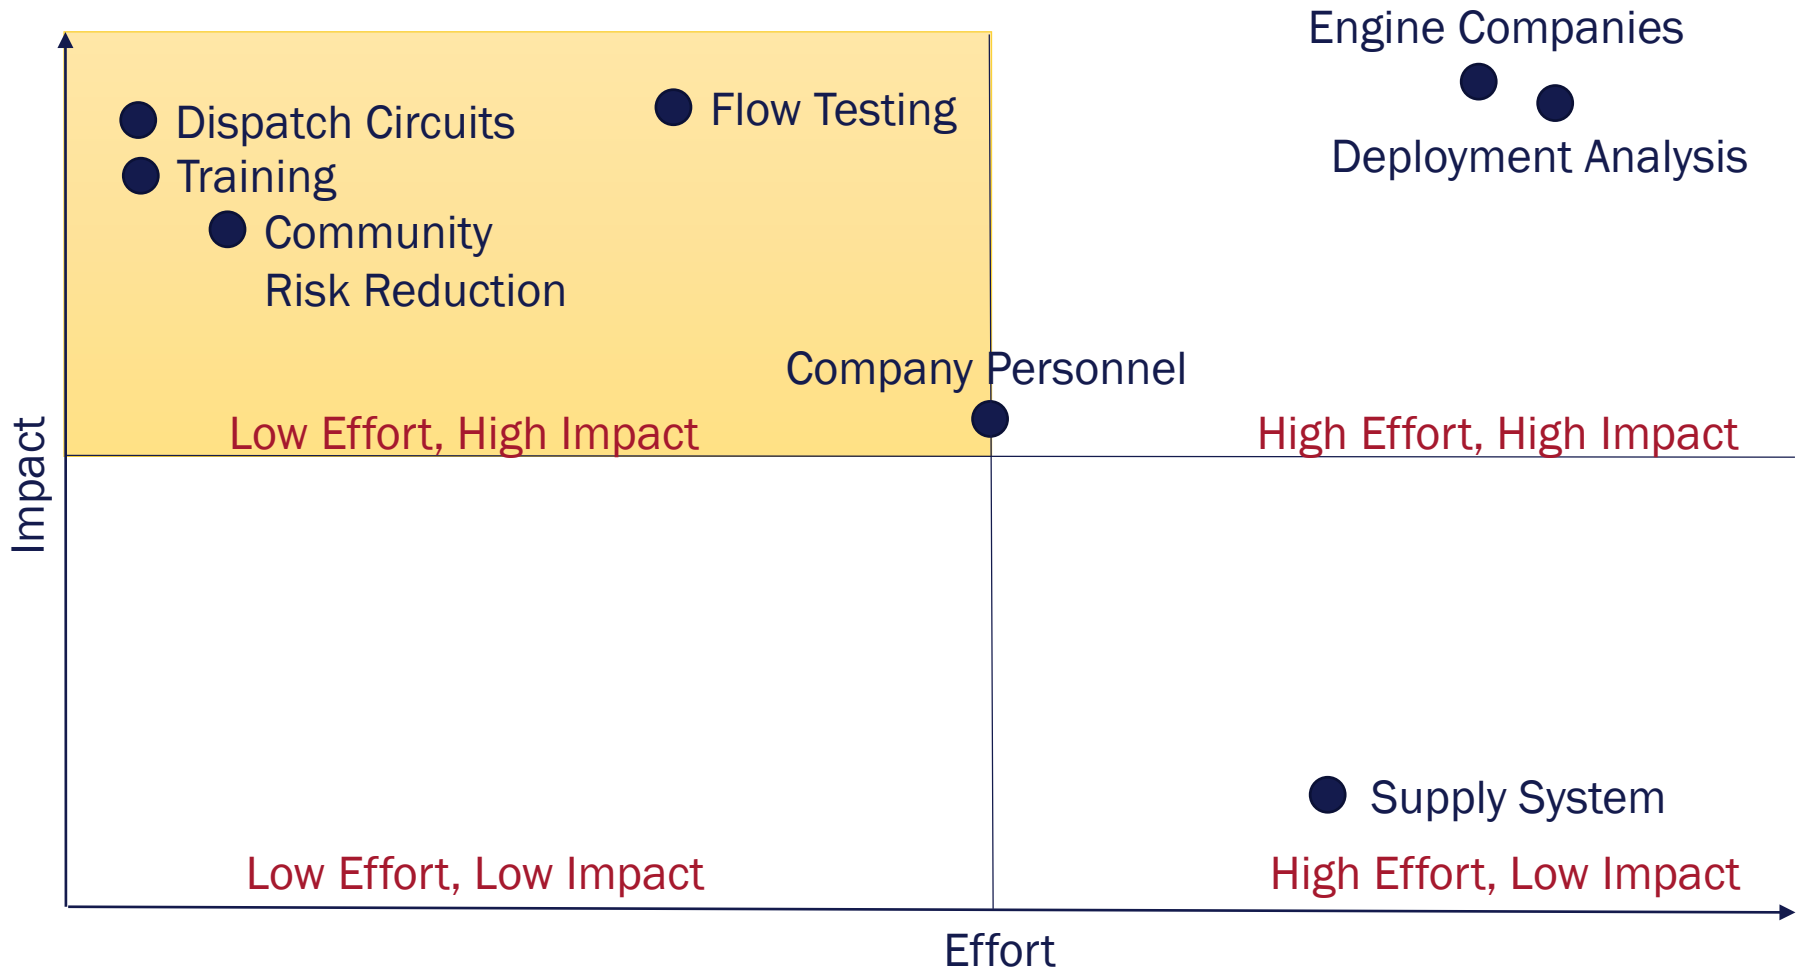 Engine Companies
Dispatch Circuits
Flow Testing
Deployment Analysis
Training
Community
Risk Reduction
Company Personnel
Low Effort, High Impact
High Effort, High Impact
Impact
Supply System
Low Effort, Low Impact
High Effort, Low Impact
Effort